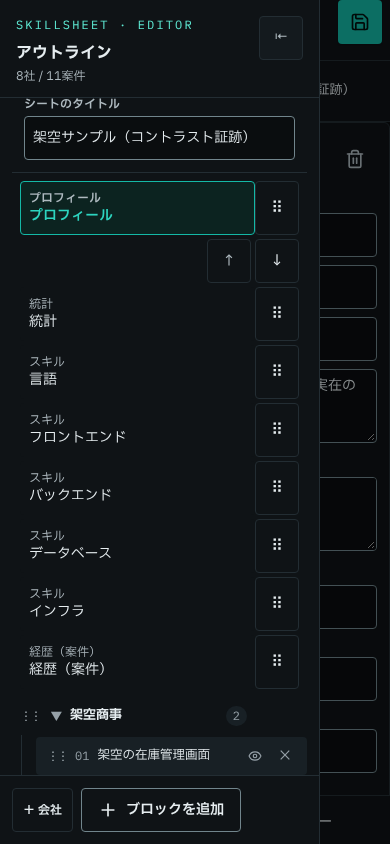 SKILLSHEET · EDITOR
アウトライン
8社 / 11案件
シートのタイトル
架空サンプル（コントラスト証跡）
跡）
プロフィール
プロフィール
↑ ↓
統計
統計
スキル
言語
実在の
スキル
フロントエンド
スキル
バックエンド
スキル
データベース
スキル
インフラ
経歴（案件）
経歴（案件）
▼ 架空商事 2
01 架空の在庫管理画面
+ 会社
+ ブロックを追加